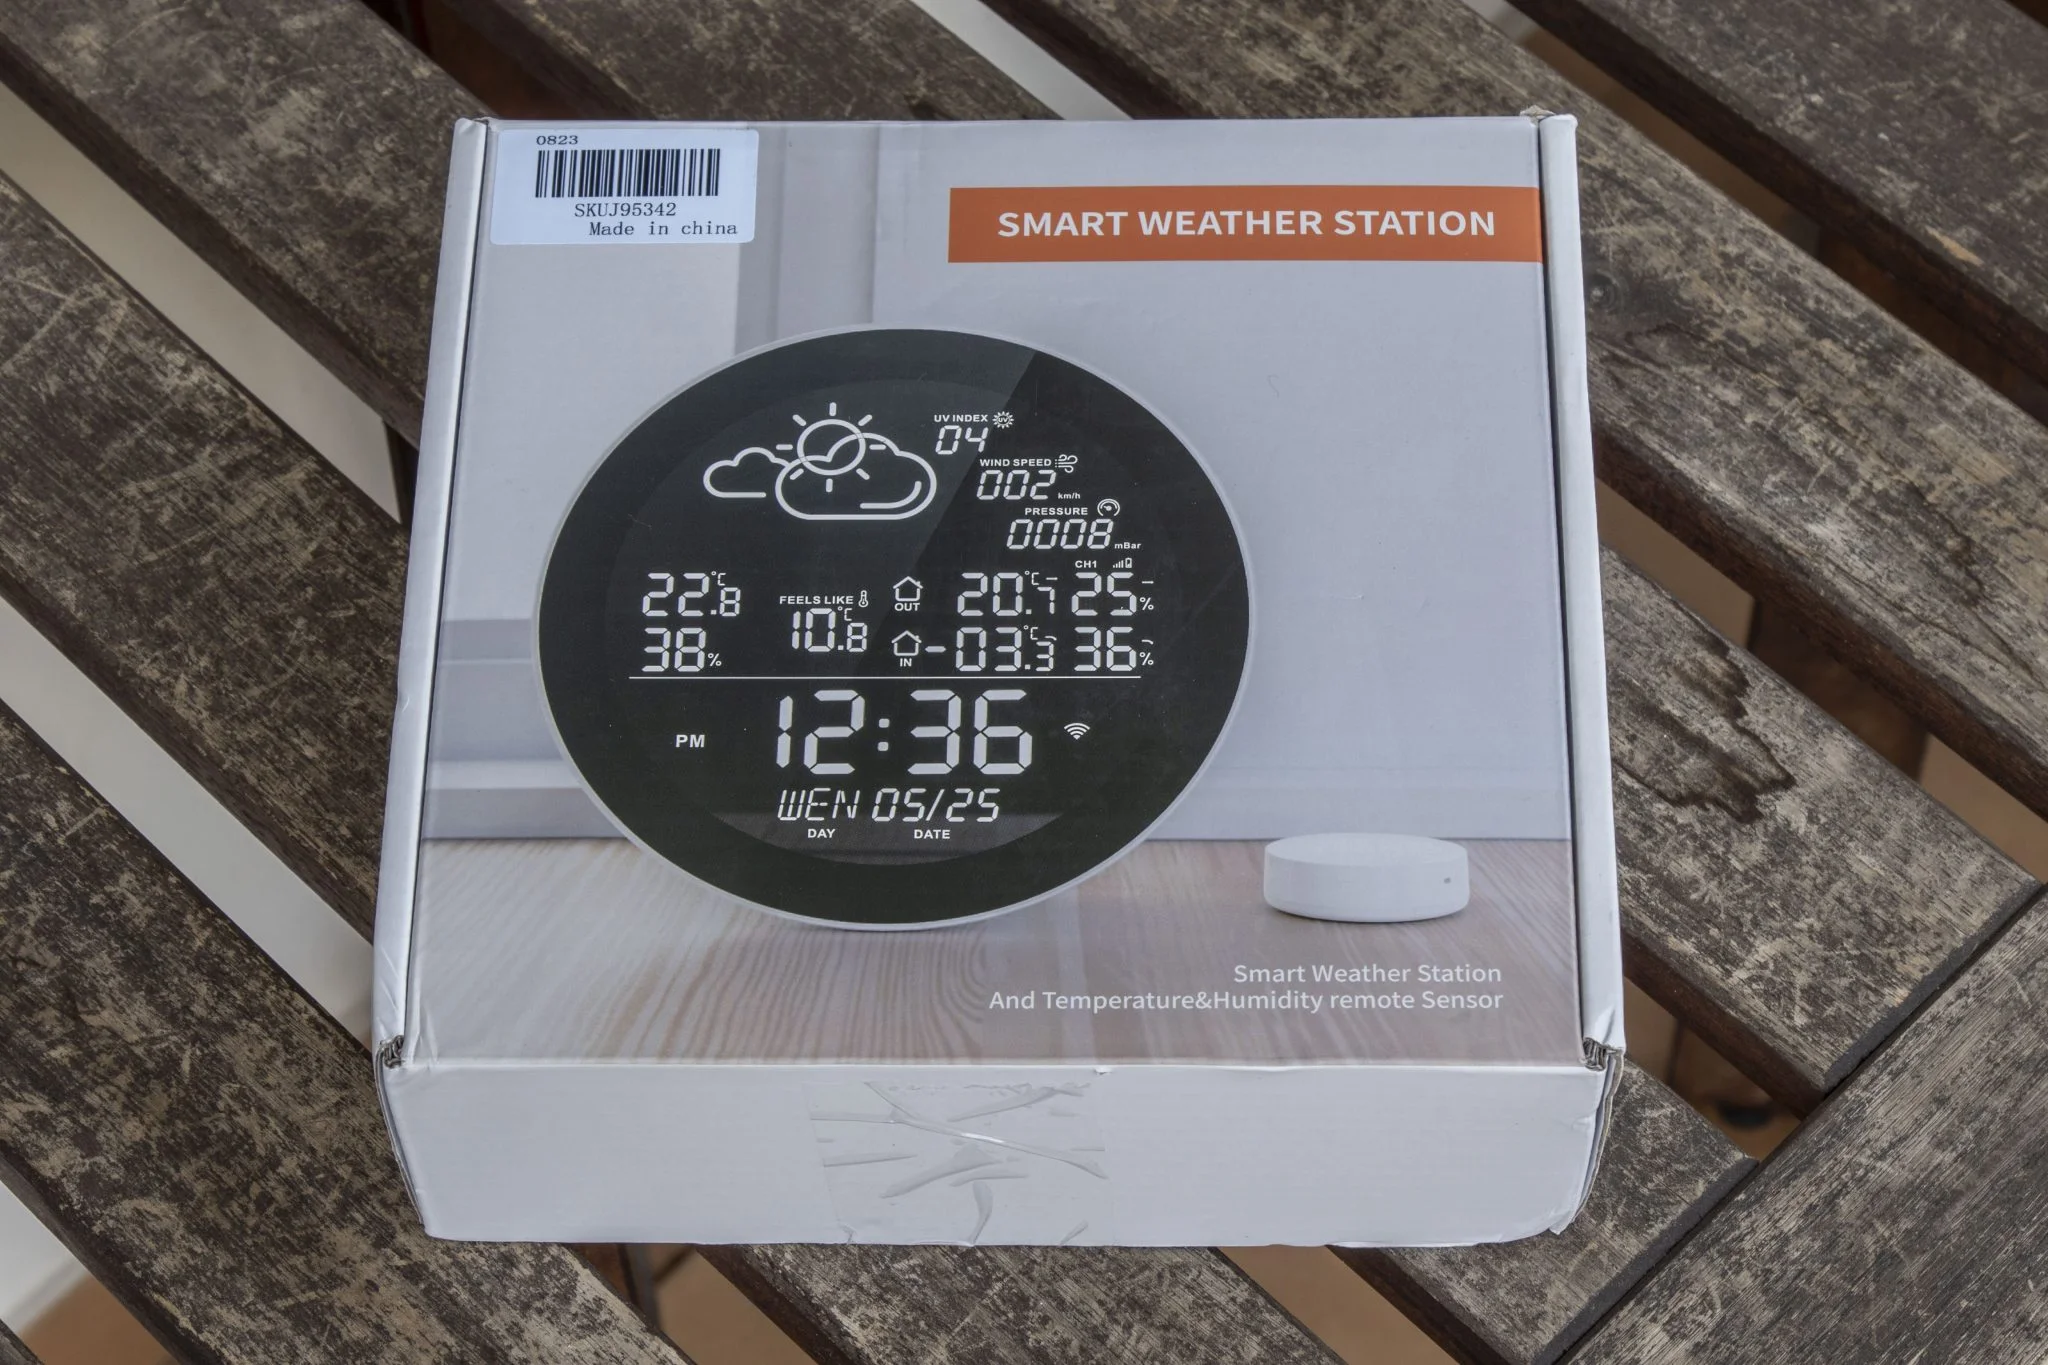 0823
SKUJ95342
Made in china
SMART WEATHER STATION
UV INDEX UV
04
WIND SPEED
002 km/h
PRESSURE
0008 mBar
CH1
22.8°C
38%
FEELS LIKE
10.8°C
OUT 20.7°C 25%
IN -03.3°C 36%
PM 12:36
WEN 05/25
DAY DATE
Smart Weather Station
And Temperature&Humidity remote Sensor